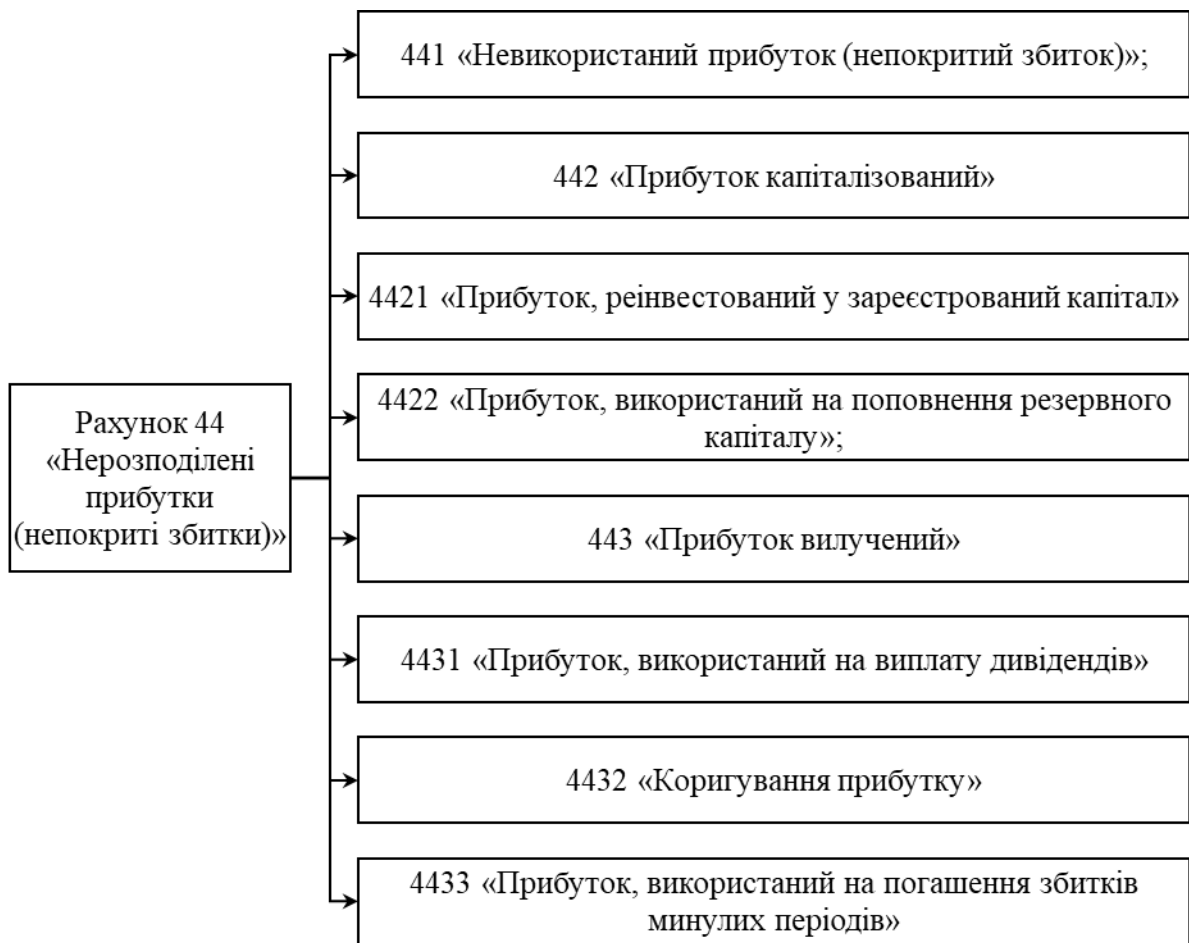 441 «Невикористаний прибуток (непокритий збиток)»;
442 «Прибуток капіталізований»
4421 «Прибуток, реінвестований у зареєстрований капітал»
Рахунок 44
«Нерозподілені
прибутки
(непокриті збитки)»
4422 «Прибуток, використаний на поповнення резервного
капіталу»;
443 «Прибуток вилучений»
4431 «Прибуток, використаний на виплату дивідендів»
4432 «Коригування прибутку»
4433 «Прибуток, використаний на погашення збитків
минулих періодів»